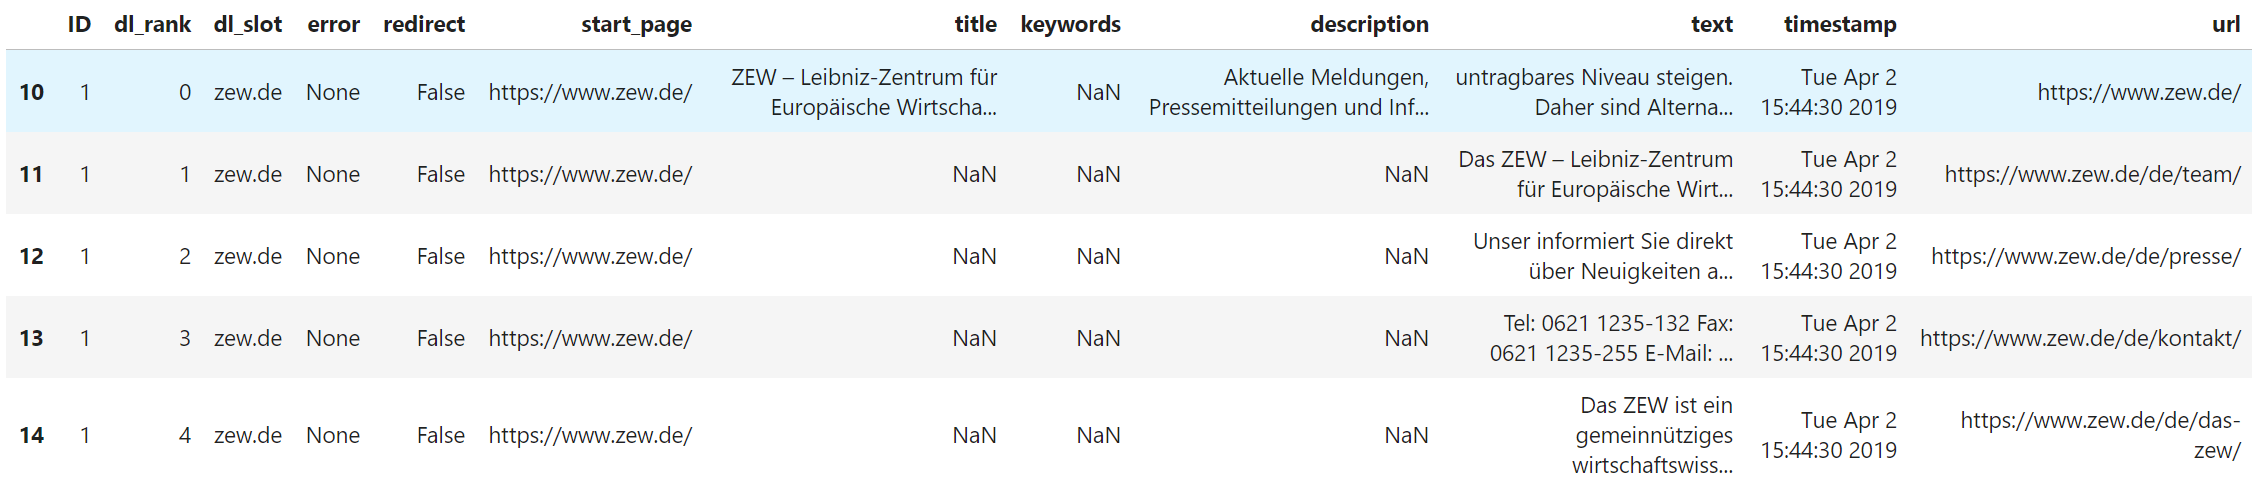 ID dl_rank dl_slot error redirect start_page title keywords description text timestamp url
10 1 0 zew.de None False https://www.zew.de/ ZEW – Leibniz-Zentrum für Europäische Wirtscha... NaN Aktuelle Meldungen, Pressemitteilungen und Inf... untragbares Niveau steigen. Daher sind Alterna... Tue Apr 2 15:44:30 2019 https://www.zew.de/
11 1 1 zew.de None False https://www.zew.de/ NaN NaN NaN Das ZEW – Leibniz-Zentrum für Europäische Wirt... Tue Apr 2 15:44:30 2019 https://www.zew.de/de/team/
12 1 2 zew.de None False https://www.zew.de/ NaN NaN NaN Unser informiert Sie direkt über Neuigkeiten a... Tue Apr 2 15:44:30 2019 https://www.zew.de/de/presse/
13 1 3 zew.de None False https://www.zew.de/ NaN NaN NaN Tel: 0621 1235-132 Fax: 0621 1235-255 E-Mail: ... Tue Apr 2 15:44:30 2019 https://www.zew.de/de/kontakt/
14 1 4 zew.de None False https://www.zew.de/ NaN NaN NaN Das ZEW ist ein gemeinnütziges wirtschaftswiss... Tue Apr 2 15:44:30 2019 https://www.zew.de/de/das-zew/